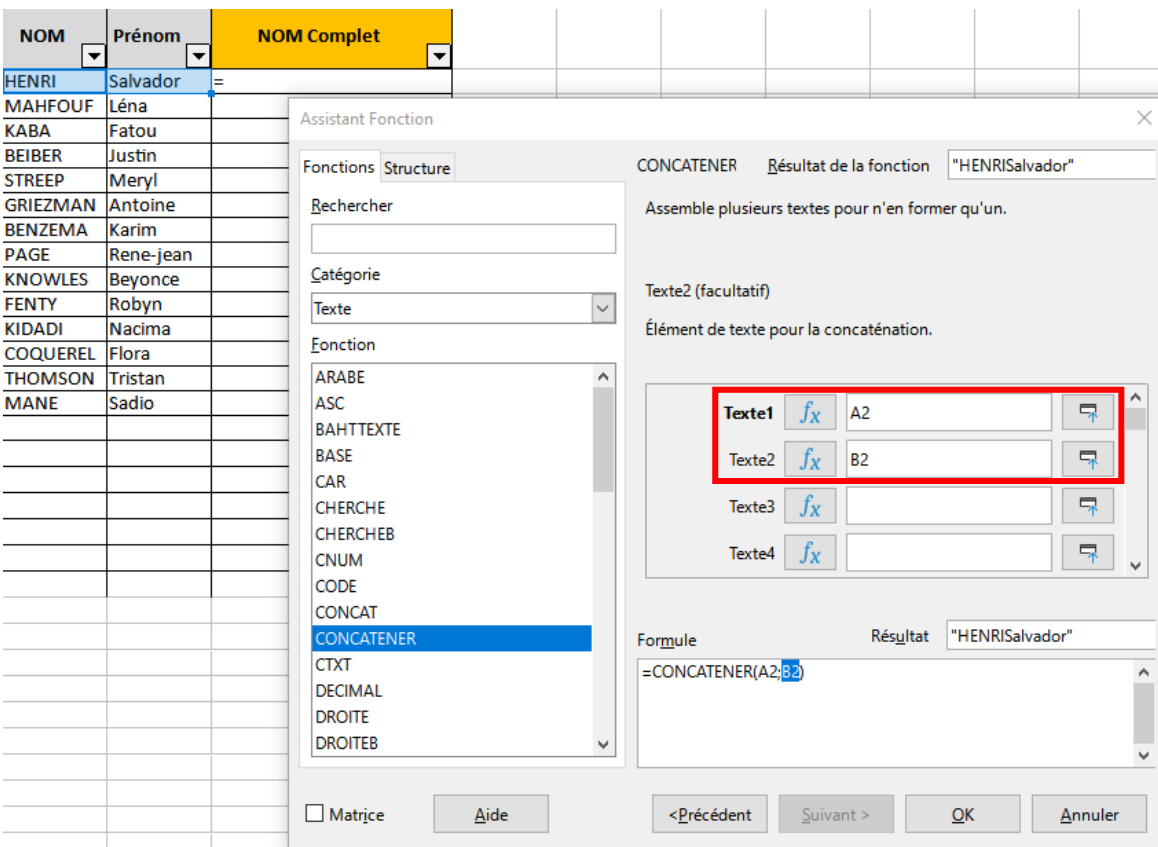 NOM Prénom NOM Complet
HENRI Salvador =
MAHFOUF Léna
KABA Fatou
BEIBER Justin
STREEP Meryl
GRIEZMAN Antoine
BENZEMA Karim
PAGE Rene-jean
KNOWLES Beyonce
FENTY Robyn
KIDADI Nacima
COQUEREL Flora
THOMSON Tristan
MANE Sadio
Assistant Fonction
Fonctions Structure
Rechercher
Catégorie
Texte
Fonction
ARABE
ASC
BAHTTEXTE
BASE
CAR
CHERCHE
CHERCHEB
CNUM
CODE
CONCAT
CONCATENER
CTXT
DECIMAL
DROITE
DROITEB
CONCATENER Résultat de la fonction "HENRISalvador"
Assemble plusieurs textes pour n'en former qu'un.
Texte2 (facultatif)
Élément de texte pour la concaténation.
Texte1 fx A2
Texte2 fx B2
Texte3 fx
Texte4 fx
Formule Résultat "HENRISalvador"
=CONCATENER(A2;B2)
Matrice Aide <Précédent Suivant > OK Annuler